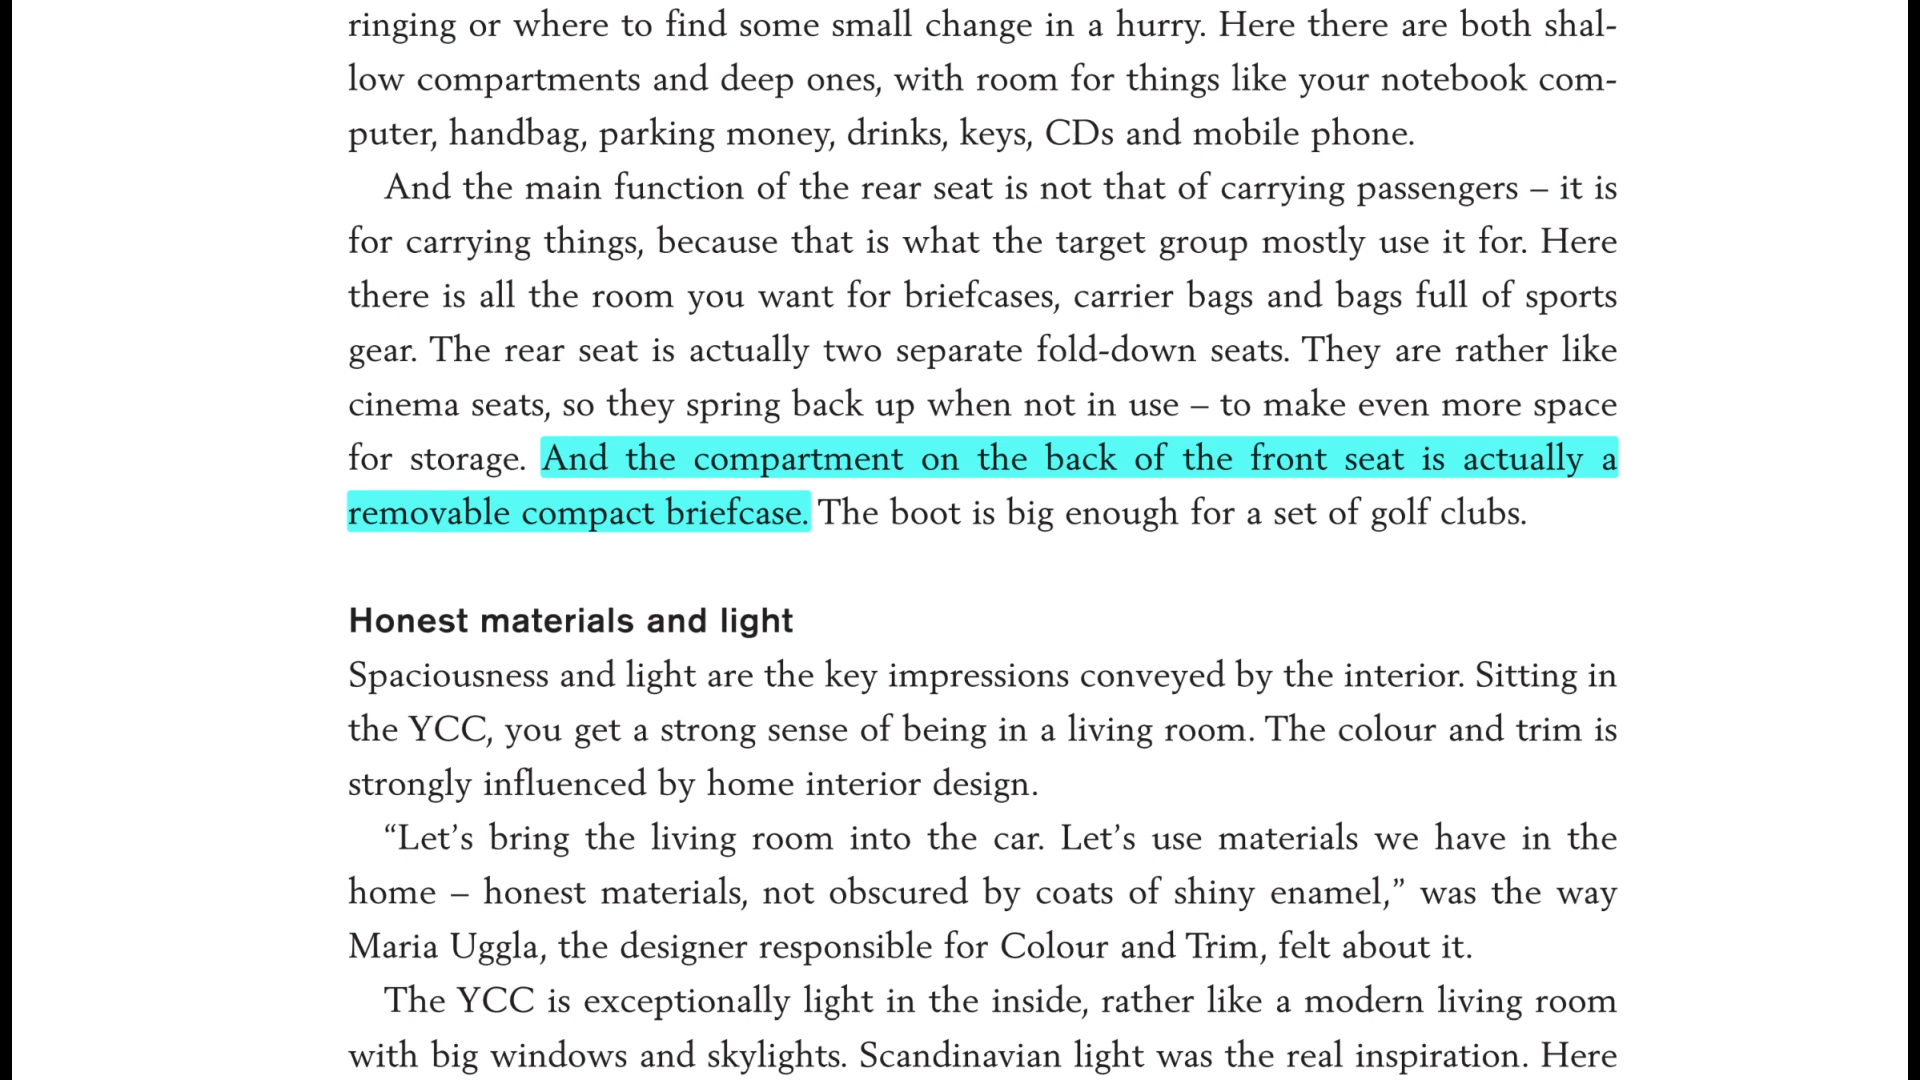 ringing or where to find some small change in a hurry. Here there are both shal-
low compartments and deep ones, with room for things like your notebook com-
puter, handbag, parking money, drinks, keys, CDs and mobile phone.
And the main function of the rear seat is not that of carrying passengers – it is
for carrying things, because that is what the target group mostly use it for. Here
there is all the room you want for briefcases, carrier bags and bags full of sports
gear. The rear seat is actually two separate fold-down seats. They are rather like
cinema seats, so they spring back up when not in use – to make even more space
for storage. And the compartment on the back of the front seat is actually a
removable compact briefcase. The boot is big enough for a set of golf clubs.
Honest materials and light
Spaciousness and light are the key impressions conveyed by the interior. Sitting in
the YCC, you get a strong sense of being in a living room. The colour and trim is
strongly influenced by home interior design.
“Let’s bring the living room into the car. Let’s use materials we have in the
home – honest materials, not obscured by coats of shiny enamel,” was the way
Maria Uggla, the designer responsible for Colour and Trim, felt about it.
The YCC is exceptionally light in the inside, rather like a modern living room
with big windows and skylights. Scandinavian light was the real inspiration. Here